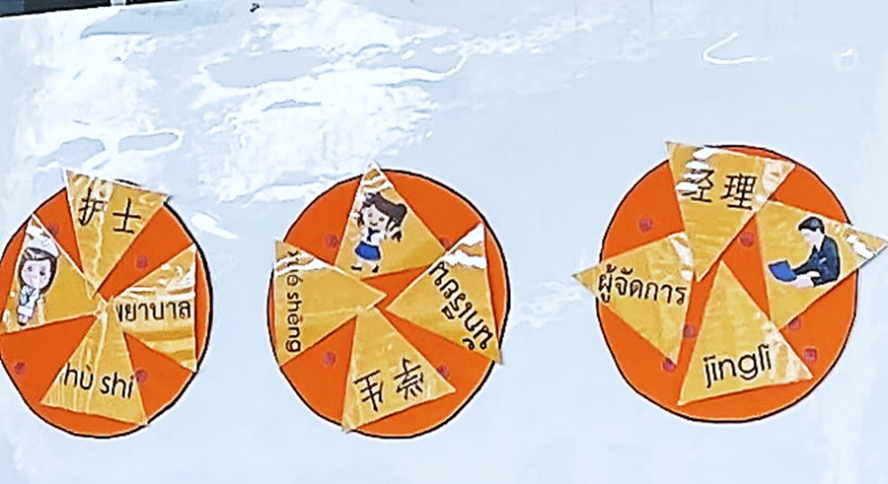 护士
พยาบาล
hù shi
xué shēng
นักเรียน
学生
经理
ผู้จัดการ
jīnglǐ